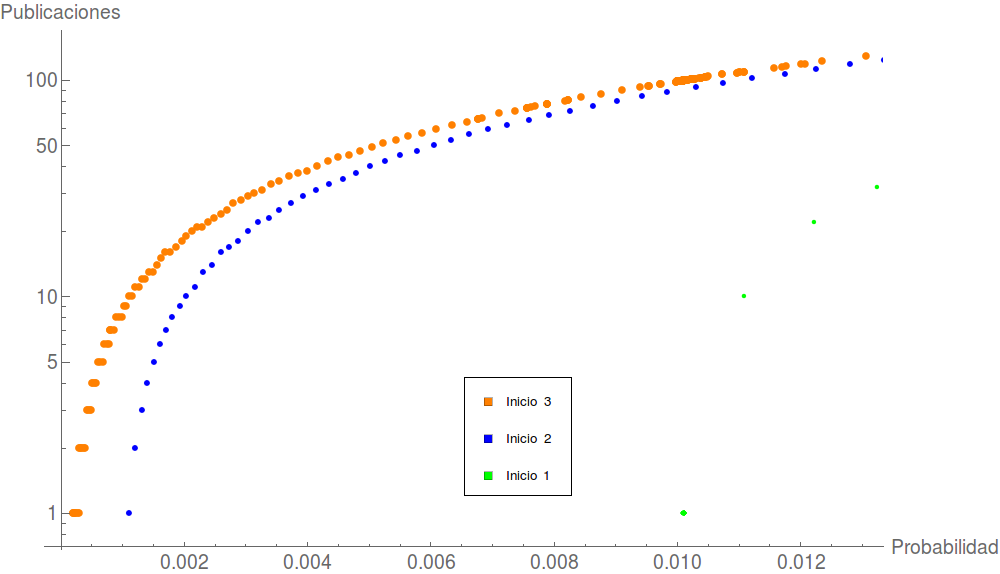 Publicaciones
100
50
10
5
1
Inicio 3
Inicio 2
Inicio 1
0.002
0.004
0.006
0.008
0.010
0.012
Probabilidad